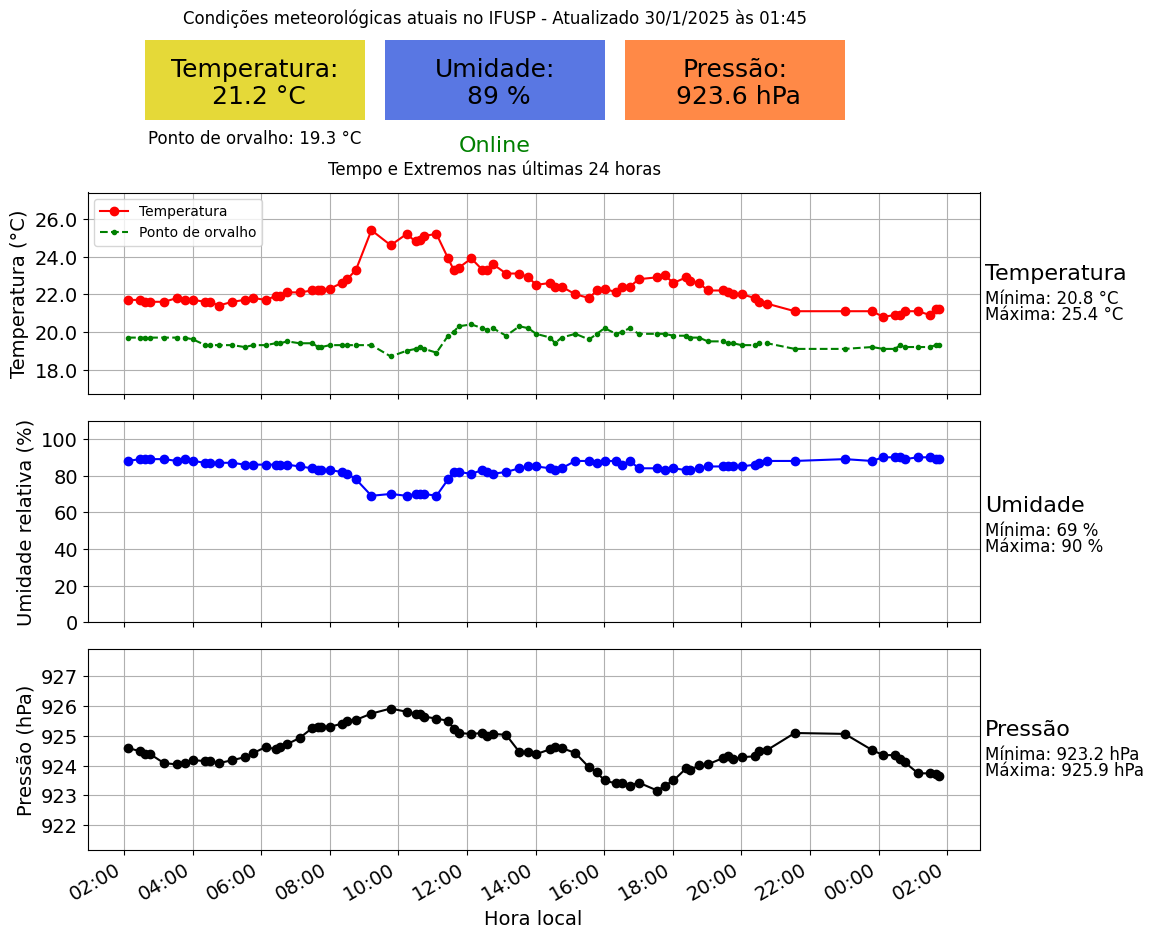 Condições meteorológicas atuais no IFUSP - Atualizado 30/1/2025 às 01:45
Temperatura:
21.2 °C
Umidade:
89 %
Pressão:
923.6 hPa
Ponto de orvalho: 19.3 °C
Online
Tempo e Extremos nas últimas 24 horas
Temperatura (°C)
26.0
24.0
22.0
20.0
18.0
Temperatura
Ponto de orvalho
Temperatura
Mínima: 20.8 °C
Máxima: 25.4 °C
Umidade relativa (%)
100
80
60
40
20
0
Umidade
Mínima: 69 %
Máxima: 90 %
Pressão (hPa)
927
926
925
924
923
922
Pressão
Mínima: 923.2 hPa
Máxima: 925.9 hPa
02:00
04:00
06:00
08:00
10:00
12:00
14:00
16:00
18:00
20:00
22:00
00:00
02:00
Hora local